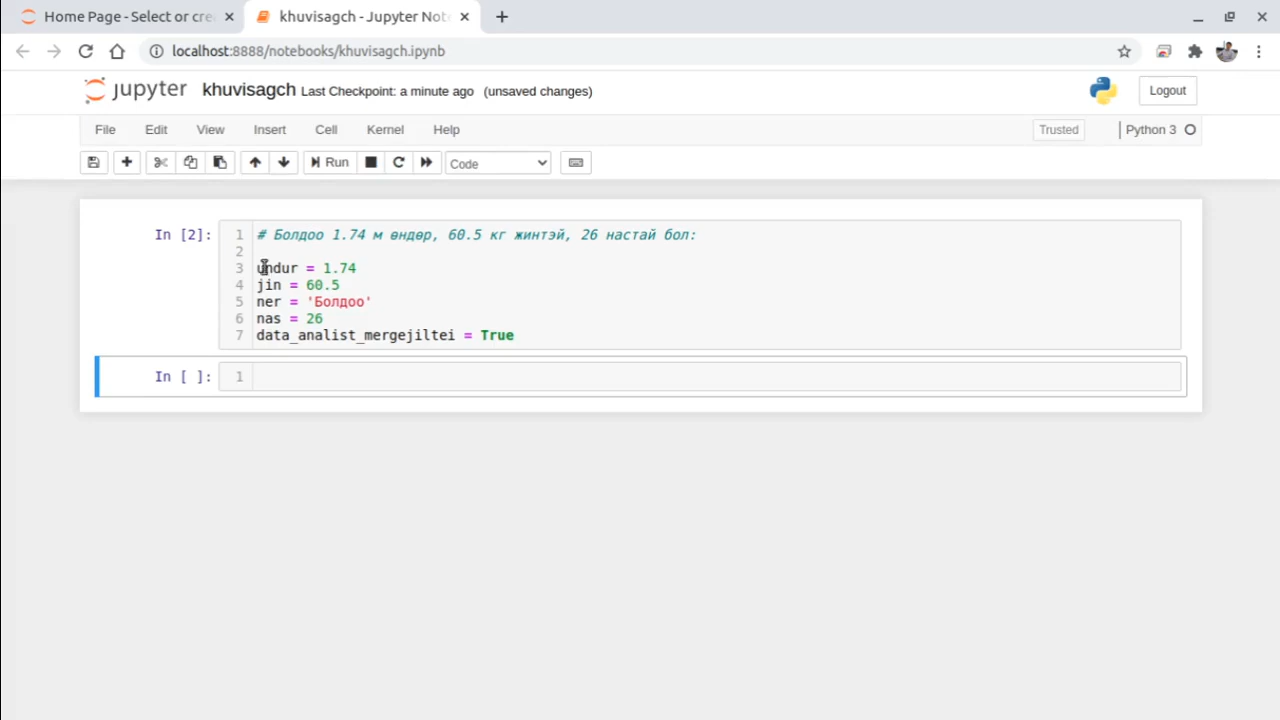 Home Page - Select or cre
khuvisagch - Jupyter Not
localhost:8888/notebooks/khuvisagch.ipynb
jupyter khuvisagch Last Checkpoint: a minute ago (unsaved changes)
Logout
File Edit View Insert Cell Kernel Help
Trusted
Python 3
Run
Code
In [2]:
1 # Болдоо 1.74 м өндөр, 60.5 кг жинтэй, 26 настай бол:
2
3 undur = 1.74
4 jin = 60.5
5 ner = 'Болдоо'
6 nas = 26
7 data_analist_mergejiltei = True
In [ ]:
1